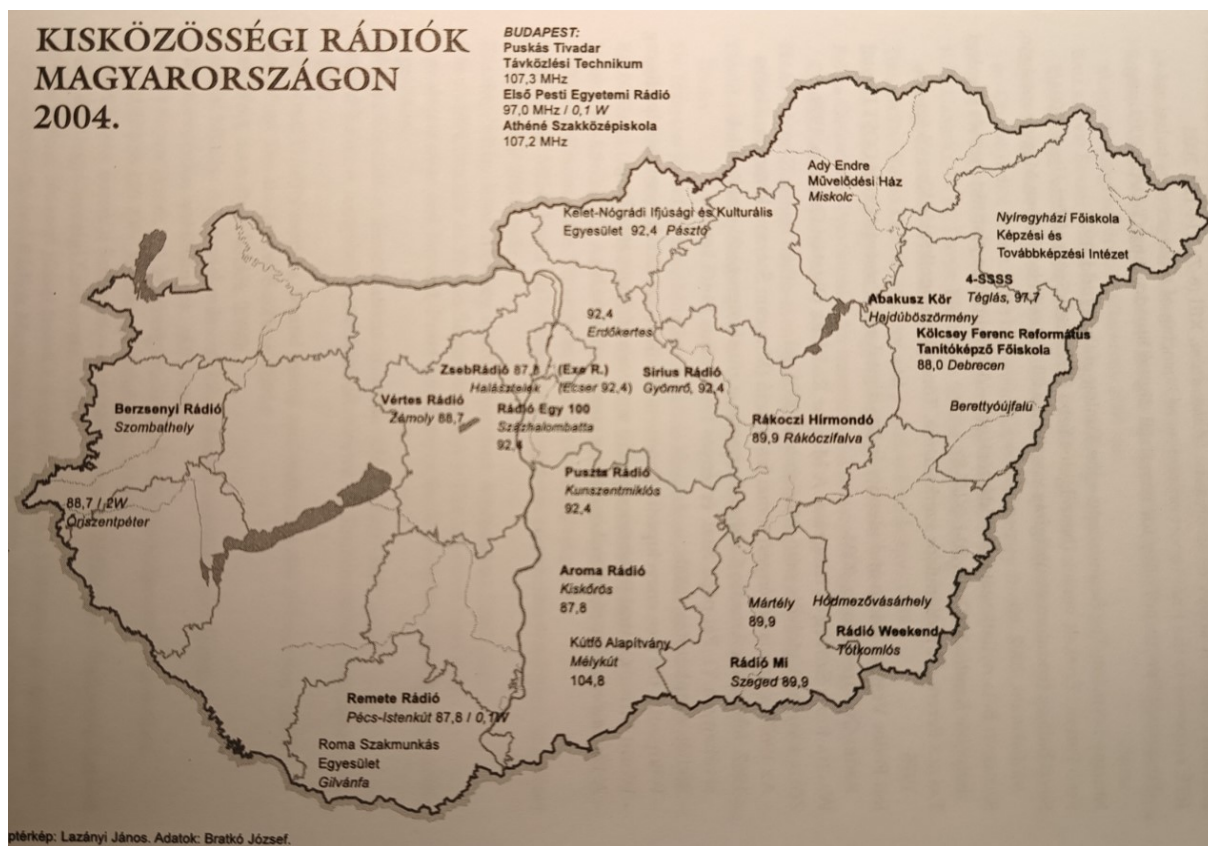 KISKÖZÖSSÉGI RÁDIÓK
MAGYARORSZÁGON
2004.
BUDAPEST:
Puskás Tivadar
Távközlési Technikum
107,3 MHz
Első Pesti Egyetemi Rádió
97,0 MHz / 0,1 W
Athéné Szakközépiskola
107,2 MHz
Ady Endre
Művelődési Ház
Miskolc
Kelet-Nógrádi Ifjúsági és Kulturális
Egyesület 92,4 Pásztó
Nyíregyházi Főiskola
Képzési és
Továbbképzési Intézet
4-SSSS
Téglás, 97,7
Abakusz Kör
Hajdúböszörmény
Kölcsey Ferenc Református
Tanítóképző Főiskola
88,0 Debrecen
Berettyóújfalu
92,4
Erdőkertes
ZsebRádió 87,8 / (Exe R.)
Halásztelek (Ecser 92,4)
Sirius Rádió
Gyömrő, 92,4
Vértes Rádió
Zámoly 88,7
Rádió Egy 100
Százhalombatta
92,4
Berzsenyi Rádió
Szombathely
Rákoczi Hirmondó
89,9 Rákóczifalva
88,7 / 2W
Őriszentpéter
Puszta Rádió
Kunszentmiklós
92,4
Aroma Rádió
Kiskőrös
87,8
Mártély
89,9
Hódmezővásárhely
Rádió Weekend
Tótkomlós
Kútfő Alapítvány
Mélykút
104,8
Rádió Mi
Szeged 89,9
Remete Rádió
Pécs-Istenkút 87,8 / 0,1W
Roma Szakmunkás
Egyesület
Gilvánfa
ptérkép: Lazányi János. Adatok: Bratkó József.